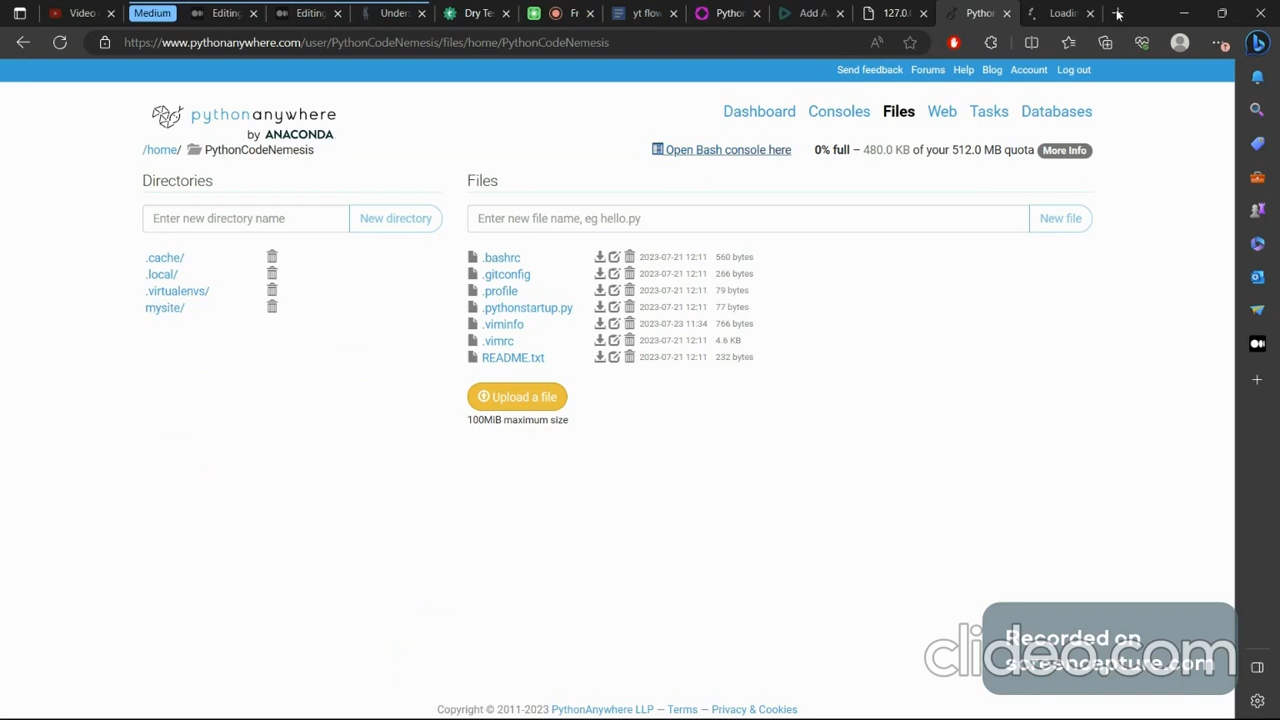 Video
Medium
Editing
Editing
Unders
Dry Te
Pi
yt flow
Python
Add A
127.0.
Python
Loadin
https://www.pythonanywhere.com/user/PythonCodeNemesis/files/home/PythonCodeNemesis
Send feedback Forums Help Blog Account Log out
pythonanywhere
by ANACONDA
Dashboard Consoles Files Web Tasks Databases
/home/ PythonCodeNemesis
Open Bash console here 0% full – 480.0 KB of your 512.0 MB quota More Info
Directories
Enter new directory name New directory
.cache/
.local/
.virtualenvs/
mysite/
Files
Enter new file name, eg hello.py New file
.bashrc 2023-07-21 12:11 560 bytes
.gitconfig 2023-07-21 12:11 266 bytes
.profile 2023-07-21 12:11 79 bytes
.pythonstartup.py 2023-07-21 12:11 77 bytes
.viminfo 2023-07-23 11:34 766 bytes
.vimrc 2023-07-21 12:11 4.6 KB
README.txt 2023-07-21 12:11 232 bytes
Upload a file
100MiB maximum size
Recorded on
screencapture.com
clideo.com
Copyright © 2011-2023 PythonAnywhere LLP — Terms — Privacy & Cookies